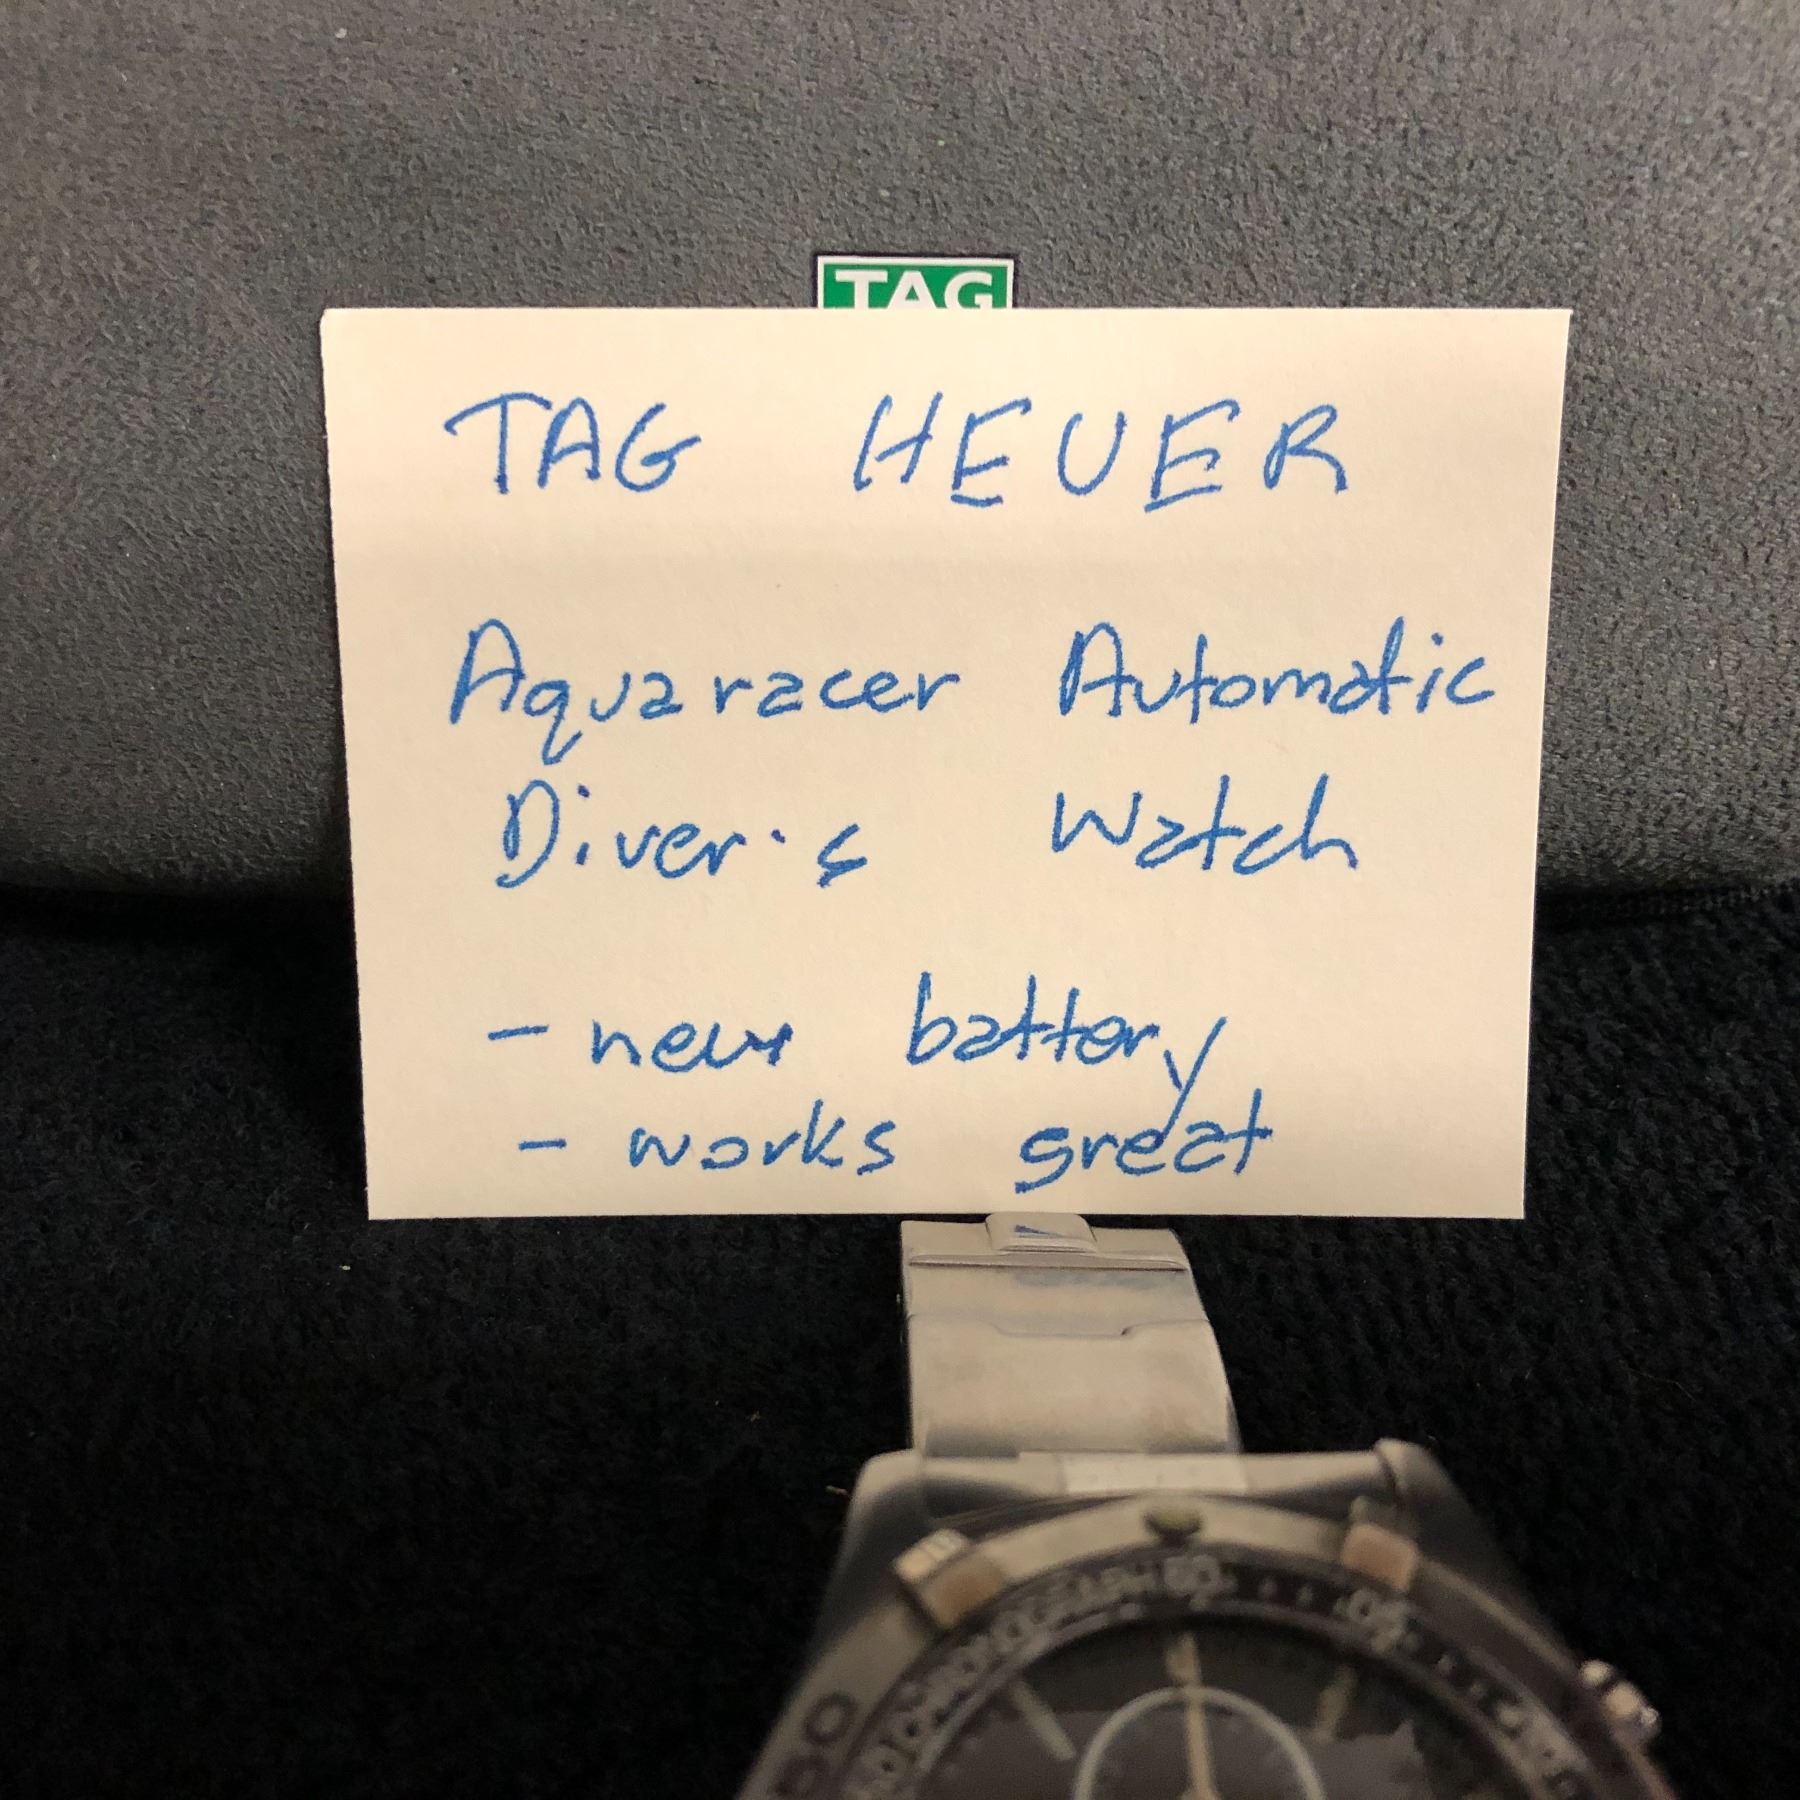 TAG
TAG HEUER
Aquaracer Automatic
Diver's Watch
- new battery
- works great